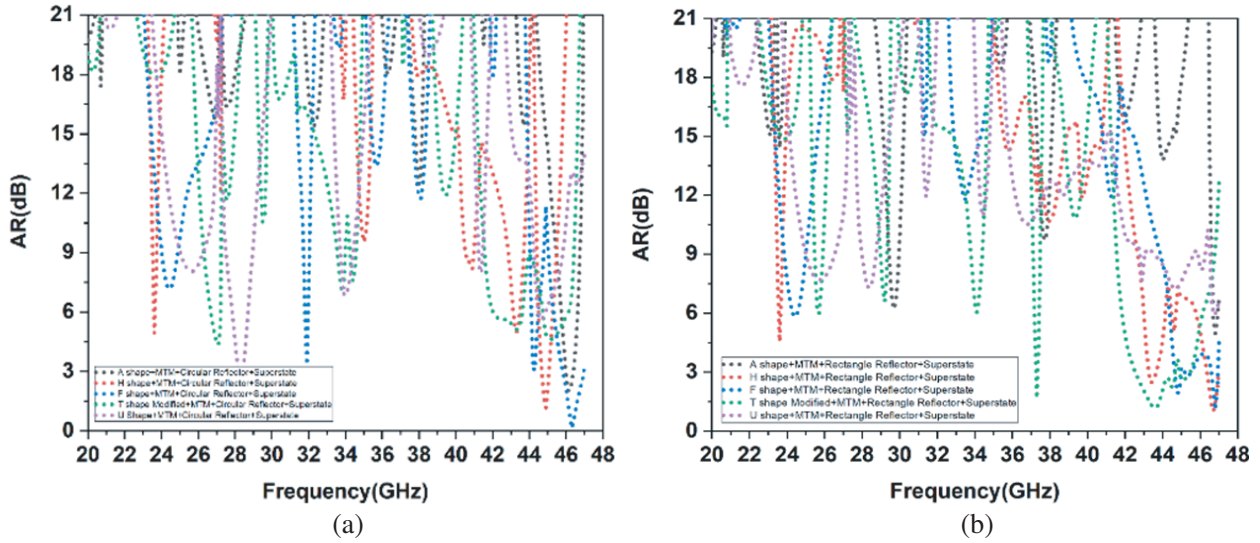 21
18
15
12
9
6
3
0
AR(dB)
A shape+MTM+Circular Reflector+Superstate
H shape+MTM+Circular Reflector+Superstate
F shape+MTM+Circular Reflector+Superstate
T shape Modified+MTM+Circular Reflector+Superstate
U Shape+MTM+Circular Reflector+Superstate
20 22 24 26 28 30 32 34 36 38 40 42 44 46 48
Frequency(GHz)
(a)
21
18
15
12
9
6
3
0
AR(dB)
A shape+MTM+Rectangle Reflector+Superstate
H shape+MTM+Rectangle Reflector+Superstate
F shape+MTM+Rectangle Reflector+Superstate
T shape Modified+MTM+Rectangle Reflector+Superstate
U shape+MTM+Rectangle Reflector+Superstate
20 22 24 26 28 30 32 34 36 38 40 42 44 46 48
Frequency(GHz)
(b)